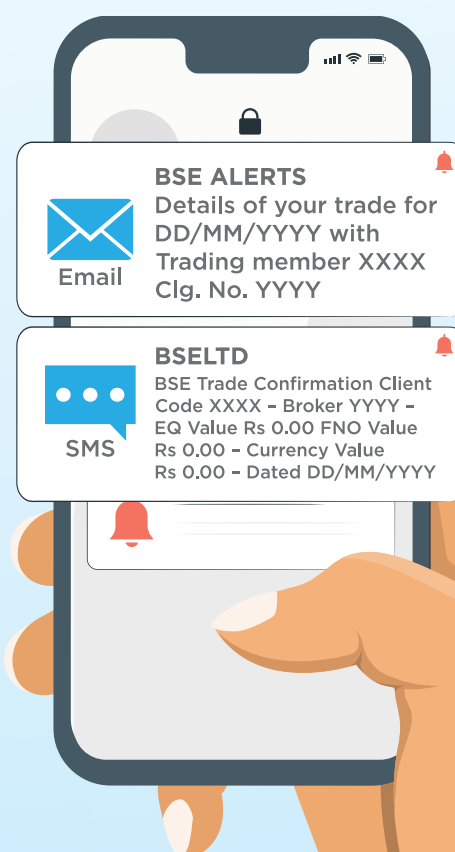 BSE ALERTS
Details of your trade for
DD/MM/YYYY with
Trading member XXXX
Clg. No. YYYY
Email
BSELTD
BSE Trade Confirmation Client
Code XXXX – Broker YYYY –
EQ Value Rs 0.00 FNO Value
Rs 0.00 – Currency Value
Rs 0.00 – Dated DD/MM/YYYY
SMS